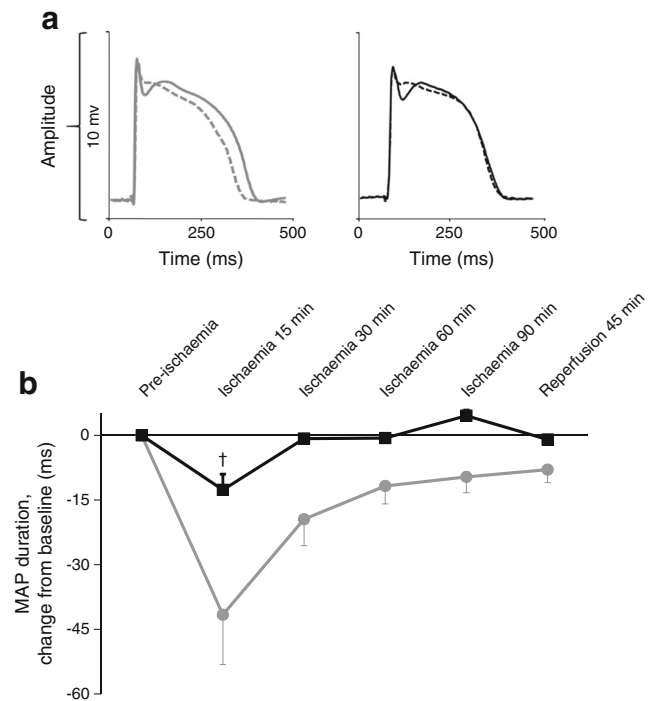 a
Amplitude
10 mv
0 250 500
Time (ms)
0 250 500
Time (ms)
b
Pre-ischaemia
Ischaemia 15 min
Ischaemia 30 min
Ischaemia 60 min
Ischaemia 90 min
Reperfusion 45 min
MAP duration,
change from baseline (ms)
0
-15
-30
-45
-60
†